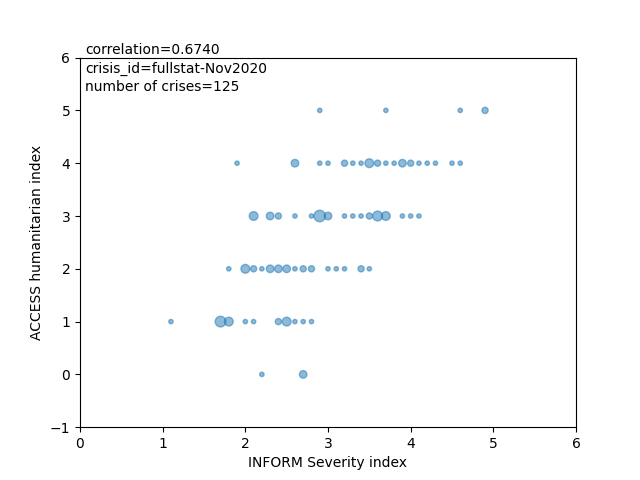 correlation=0.6740
crisis_id=fullstat-Nov2020
number of crises=125
6
5
4
3
2
1
0
−1
ACCESS humanitarian index
0 1 2 3 4 5 6
INFORM Severity index